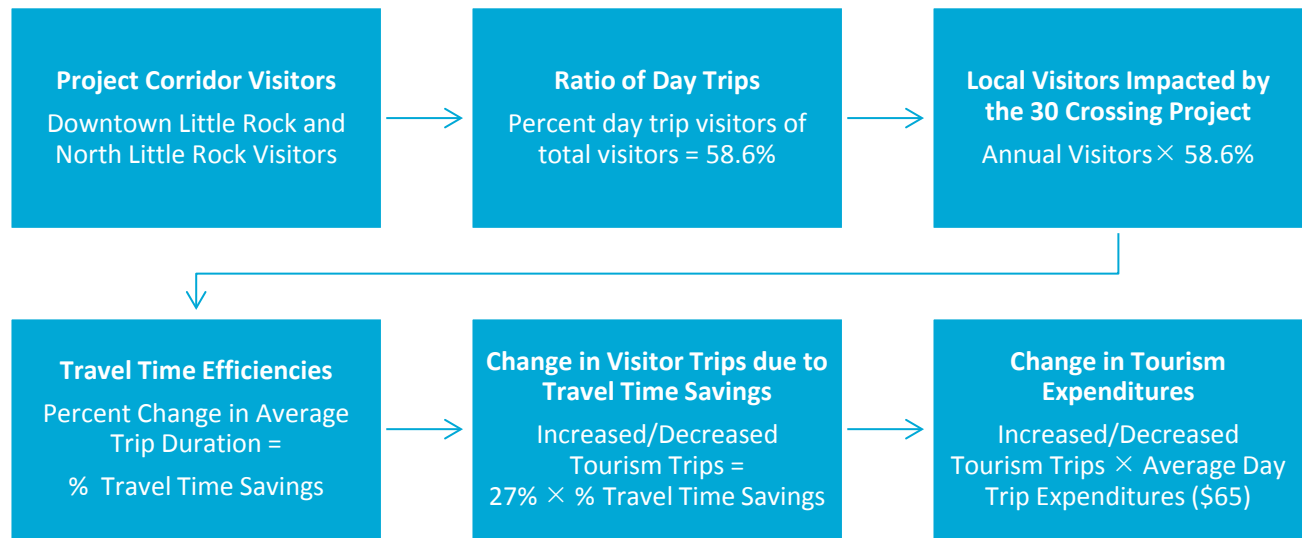 Project Corridor Visitors
Downtown Little Rock and
North Little Rock Visitors
Ratio of Day Trips
Percent day trip visitors of
total visitors = 58.6%
Local Visitors Impacted by
the 30 Crossing Project
Annual Visitors × 58.6%
Travel Time Efficiencies
Percent Change in Average
Trip Duration =
% Travel Time Savings
Change in Visitor Trips due to
Travel Time Savings
Increased/Decreased
Tourism Trips =
27% × % Travel Time Savings
Change in Tourism
Expenditures
Increased/Decreased
Tourism Trips × Average Day
Trip Expenditures ($65)